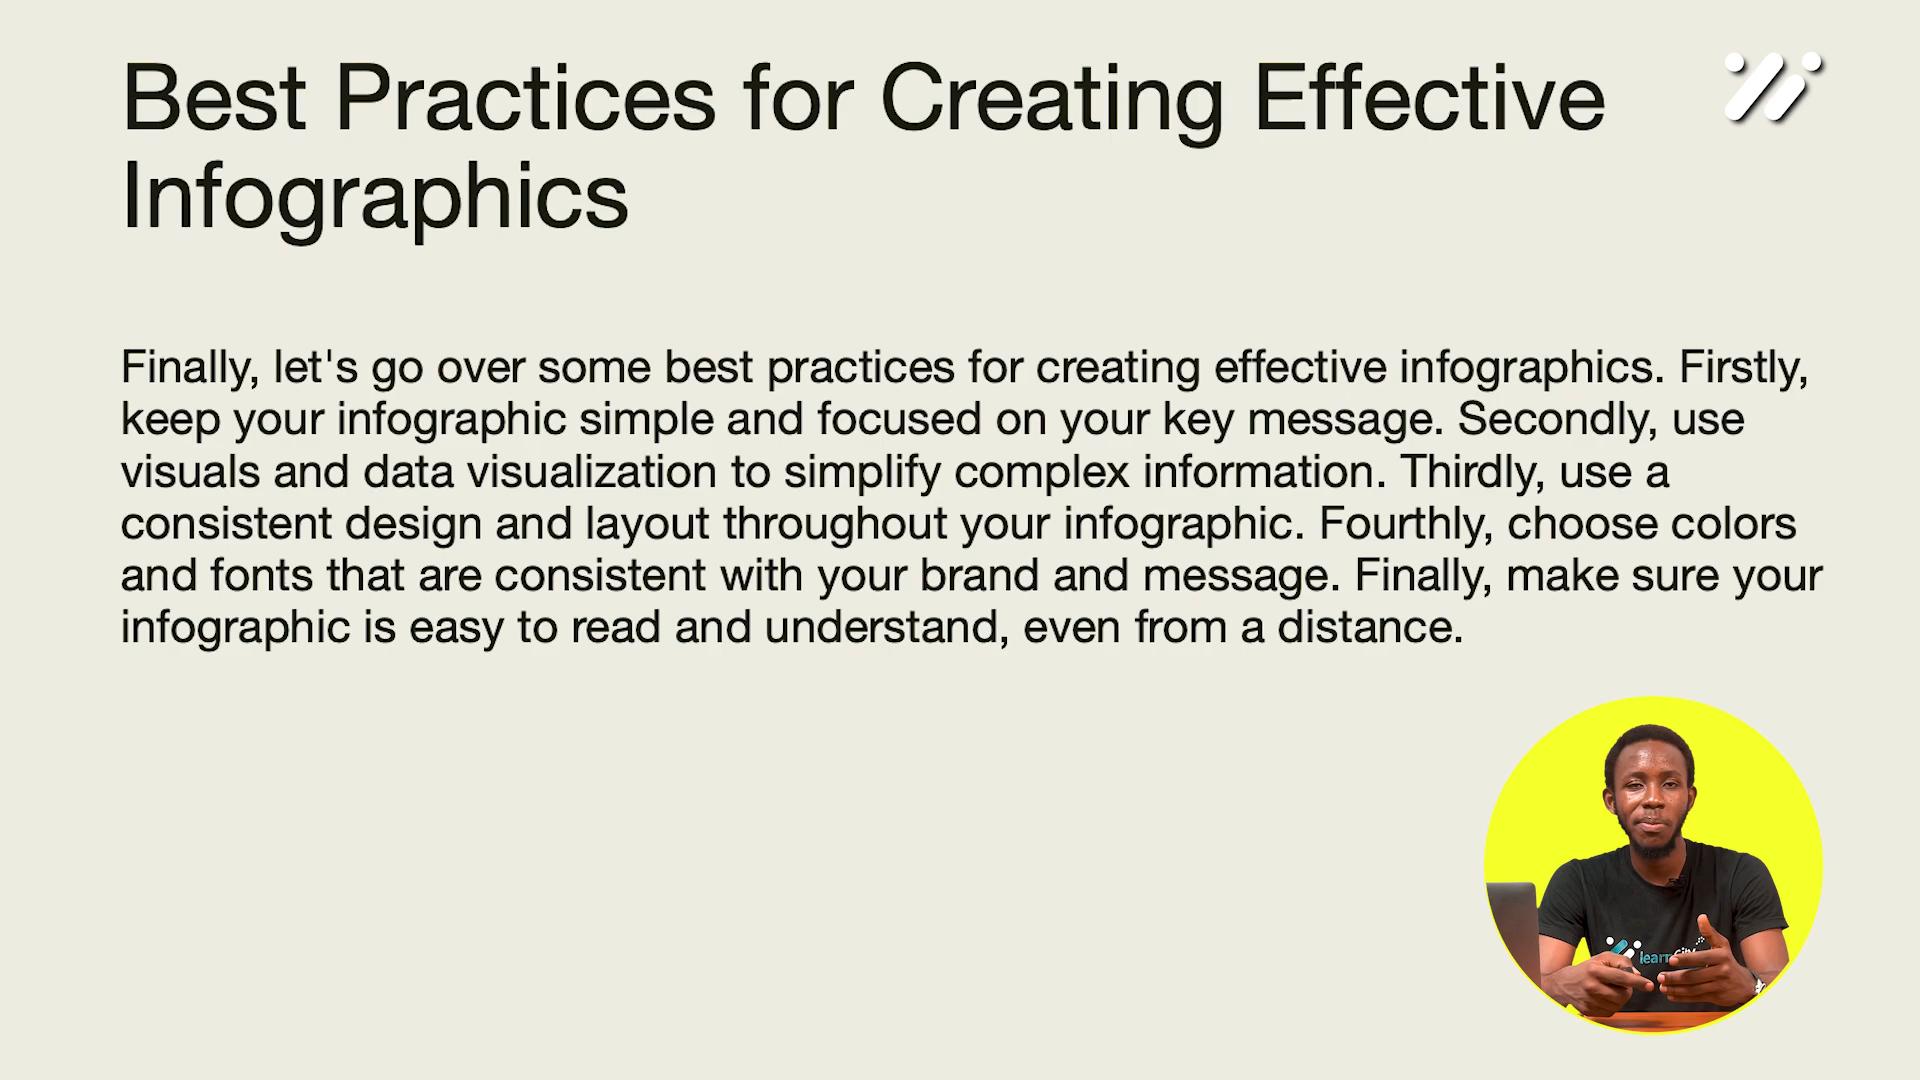 Best Practices for Creating Effective
Infographics
Finally, let's go over some best practices for creating effective infographics. Firstly,
keep your infographic simple and focused on your key message. Secondly, use
visuals and data visualization to simplify complex information. Thirdly, use a
consistent design and layout throughout your infographic. Fourthly, choose colors
and fonts that are consistent with your brand and message. Finally, make sure your
infographic is easy to read and understand, even from a distance.
learn